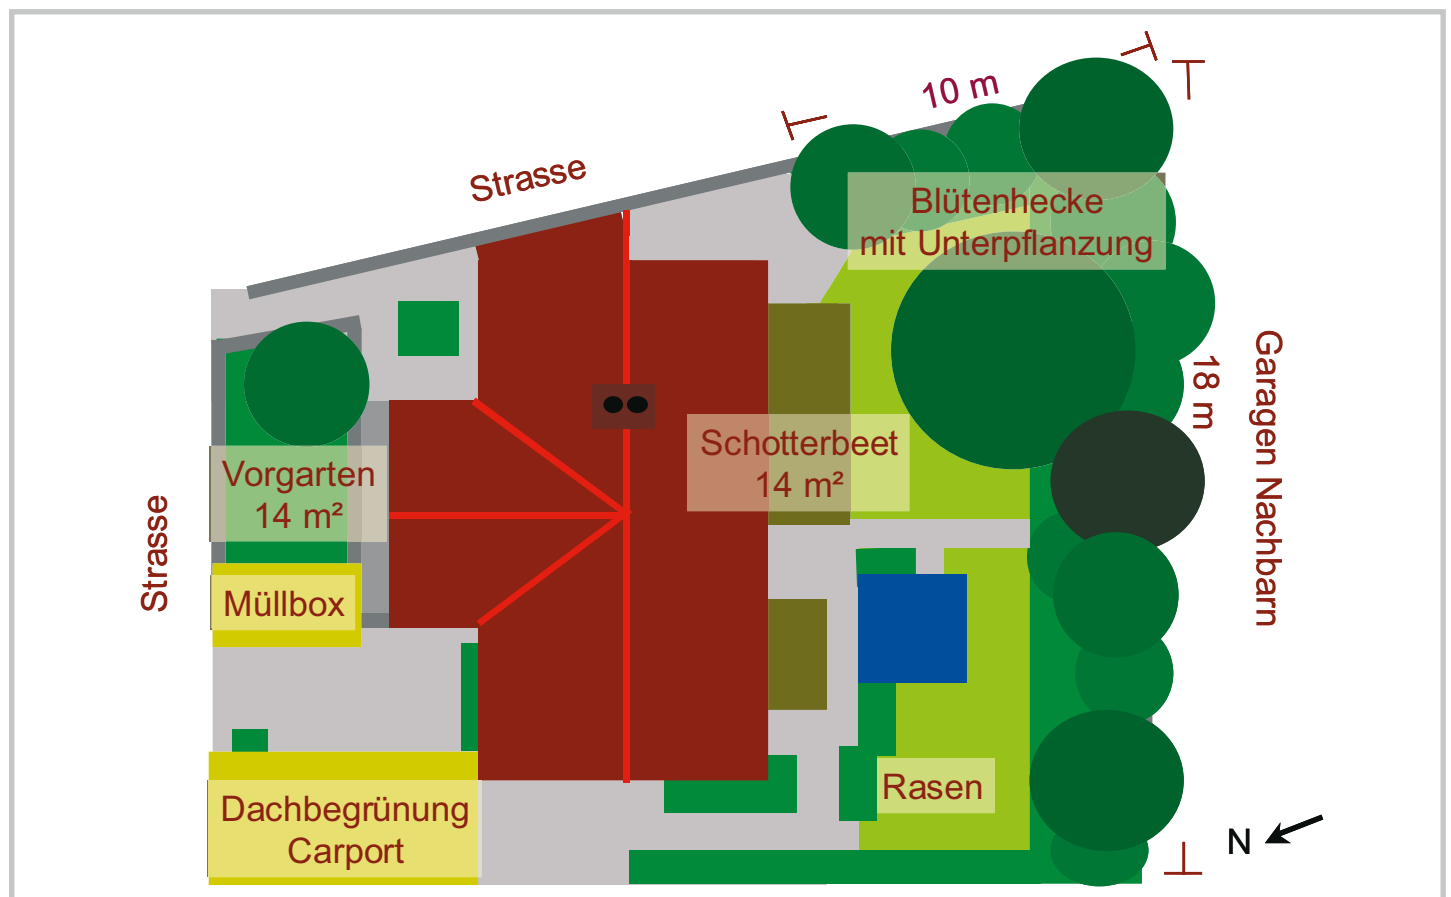 10 m
Strasse
Blütenhecke
mit Unterpflanzung
18 m
Garagen Nachbarn
Schotterbeet
14 m²
Vorgarten
14 m²
Strasse
Müllbox
Rasen
Dachbegrünung
Carport
N